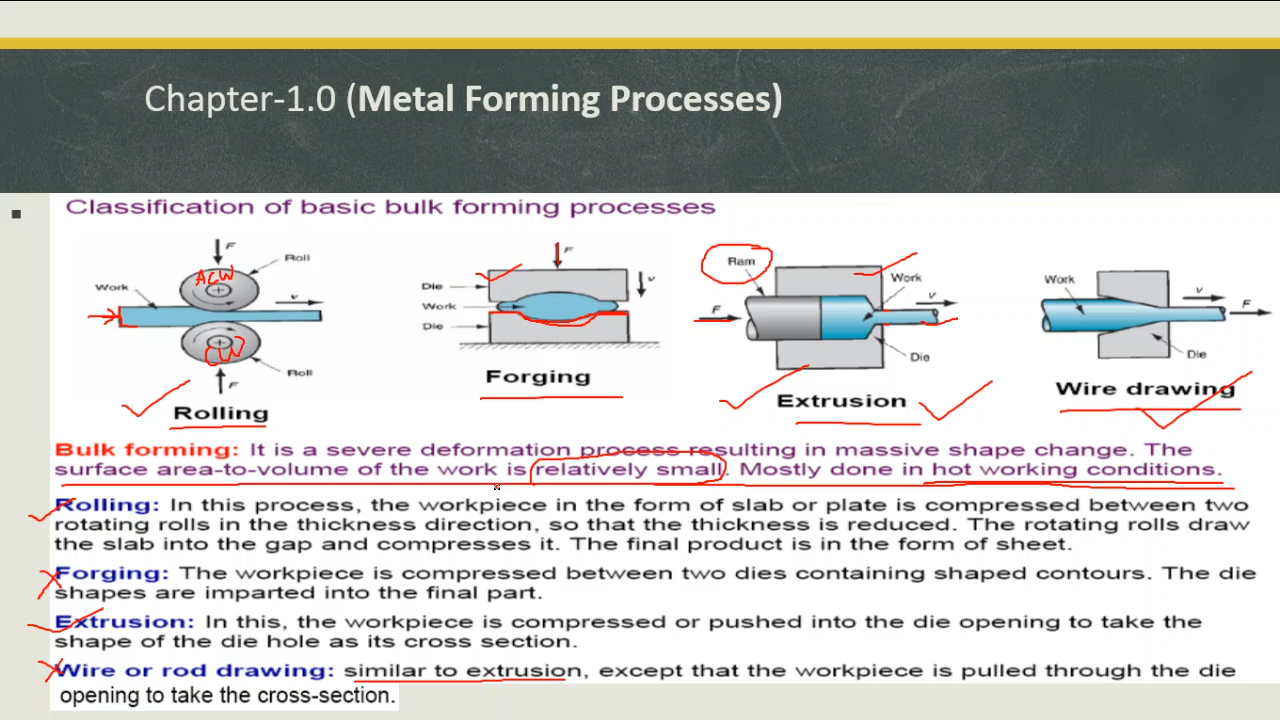 Chapter-1.0 (Metal Forming Processes)
Classification of basic bulk forming processes
F
Roll
ACW
Work
v
CW
Roll
F
Rolling
F
Die
v
Work
Die
Forging
Ram
Work
F
v
Die
Extrusion
Work
v
F
Die
Wire drawing
Bulk forming: It is a severe deformation process resulting in massive shape change. The
surface area-to-volume of the work is relatively small. Mostly done in hot working conditions.
Rolling: In this process, the workpiece in the form of slab or plate is compressed between two
rotating rolls in the thickness direction, so that the thickness is reduced. The rotating rolls draw
the slab into the gap and compresses it. The final product is in the form of sheet.
Forging: The workpiece is compressed between two dies containing shaped contours. The die
shapes are imparted into the final part.
Extrusion: In this, the workpiece is compressed or pushed into the die opening to take the
shape of the die hole as its cross section.
Wire or rod drawing: similar to extrusion, except that the workpiece is pulled through the die
opening to take the cross-section.